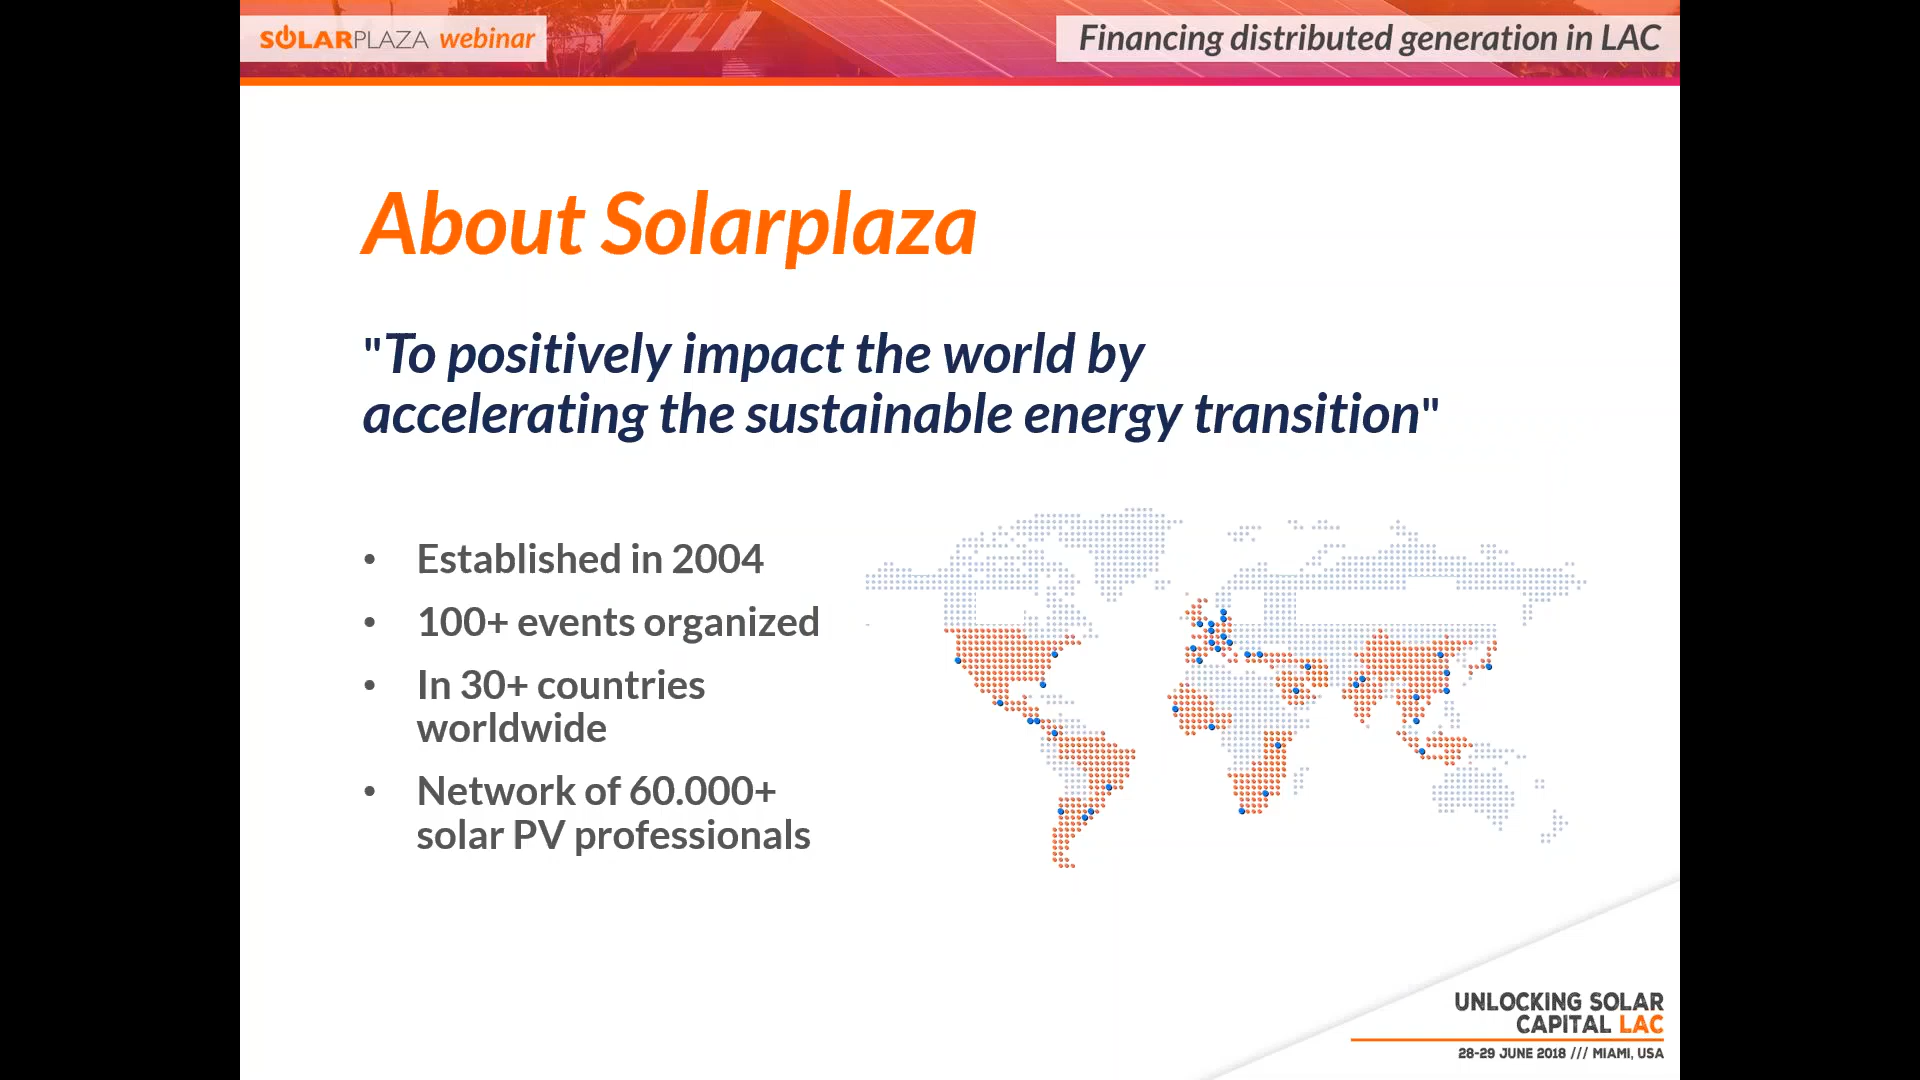 SOLARPLAZA webinar
Financing distributed generation in LAC
About Solarplaza
"To positively impact the world by
accelerating the sustainable energy transition"
• Established in 2004
• 100+ events organized
• In 30+ countries
worldwide
• Network of 60.000+
solar PV professionals
UNLOCKING SOLAR
CAPITAL LAC
28-29 JUNE 2018 /// MIAMI, USA